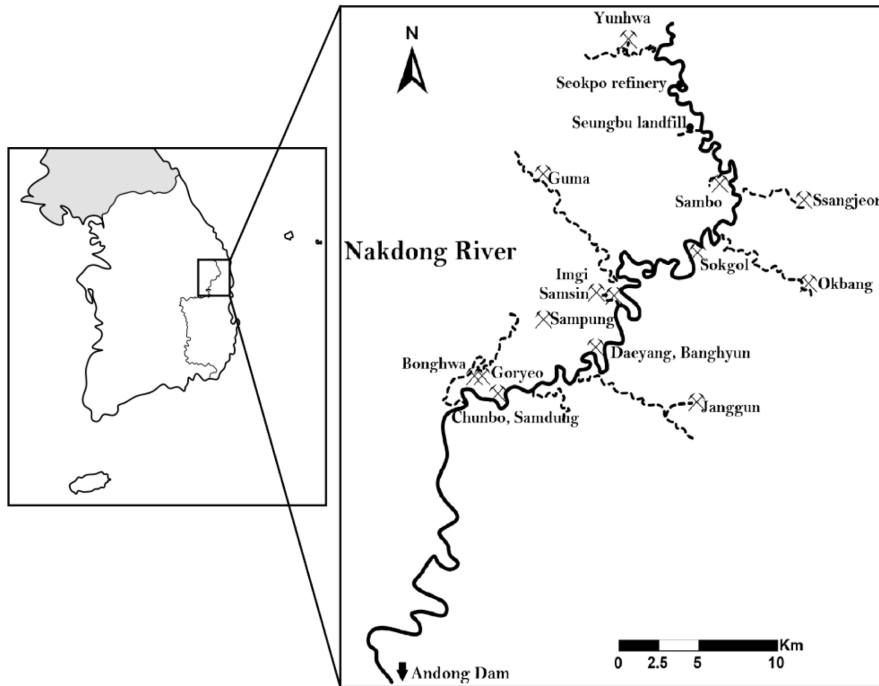 N
Yunhwa
Seokpo refinery
Seungbu landfill
Guma
Sambo
Ssangjeon
Nakdong River
Sokgol
Imgi
Okbang
Samsin
Sampung
Daeyang, Banghyun
Bonghwa
Goryeo
Janggun
Chunbo, Samdung
Km
0 2.5 5 10
Andong Dam